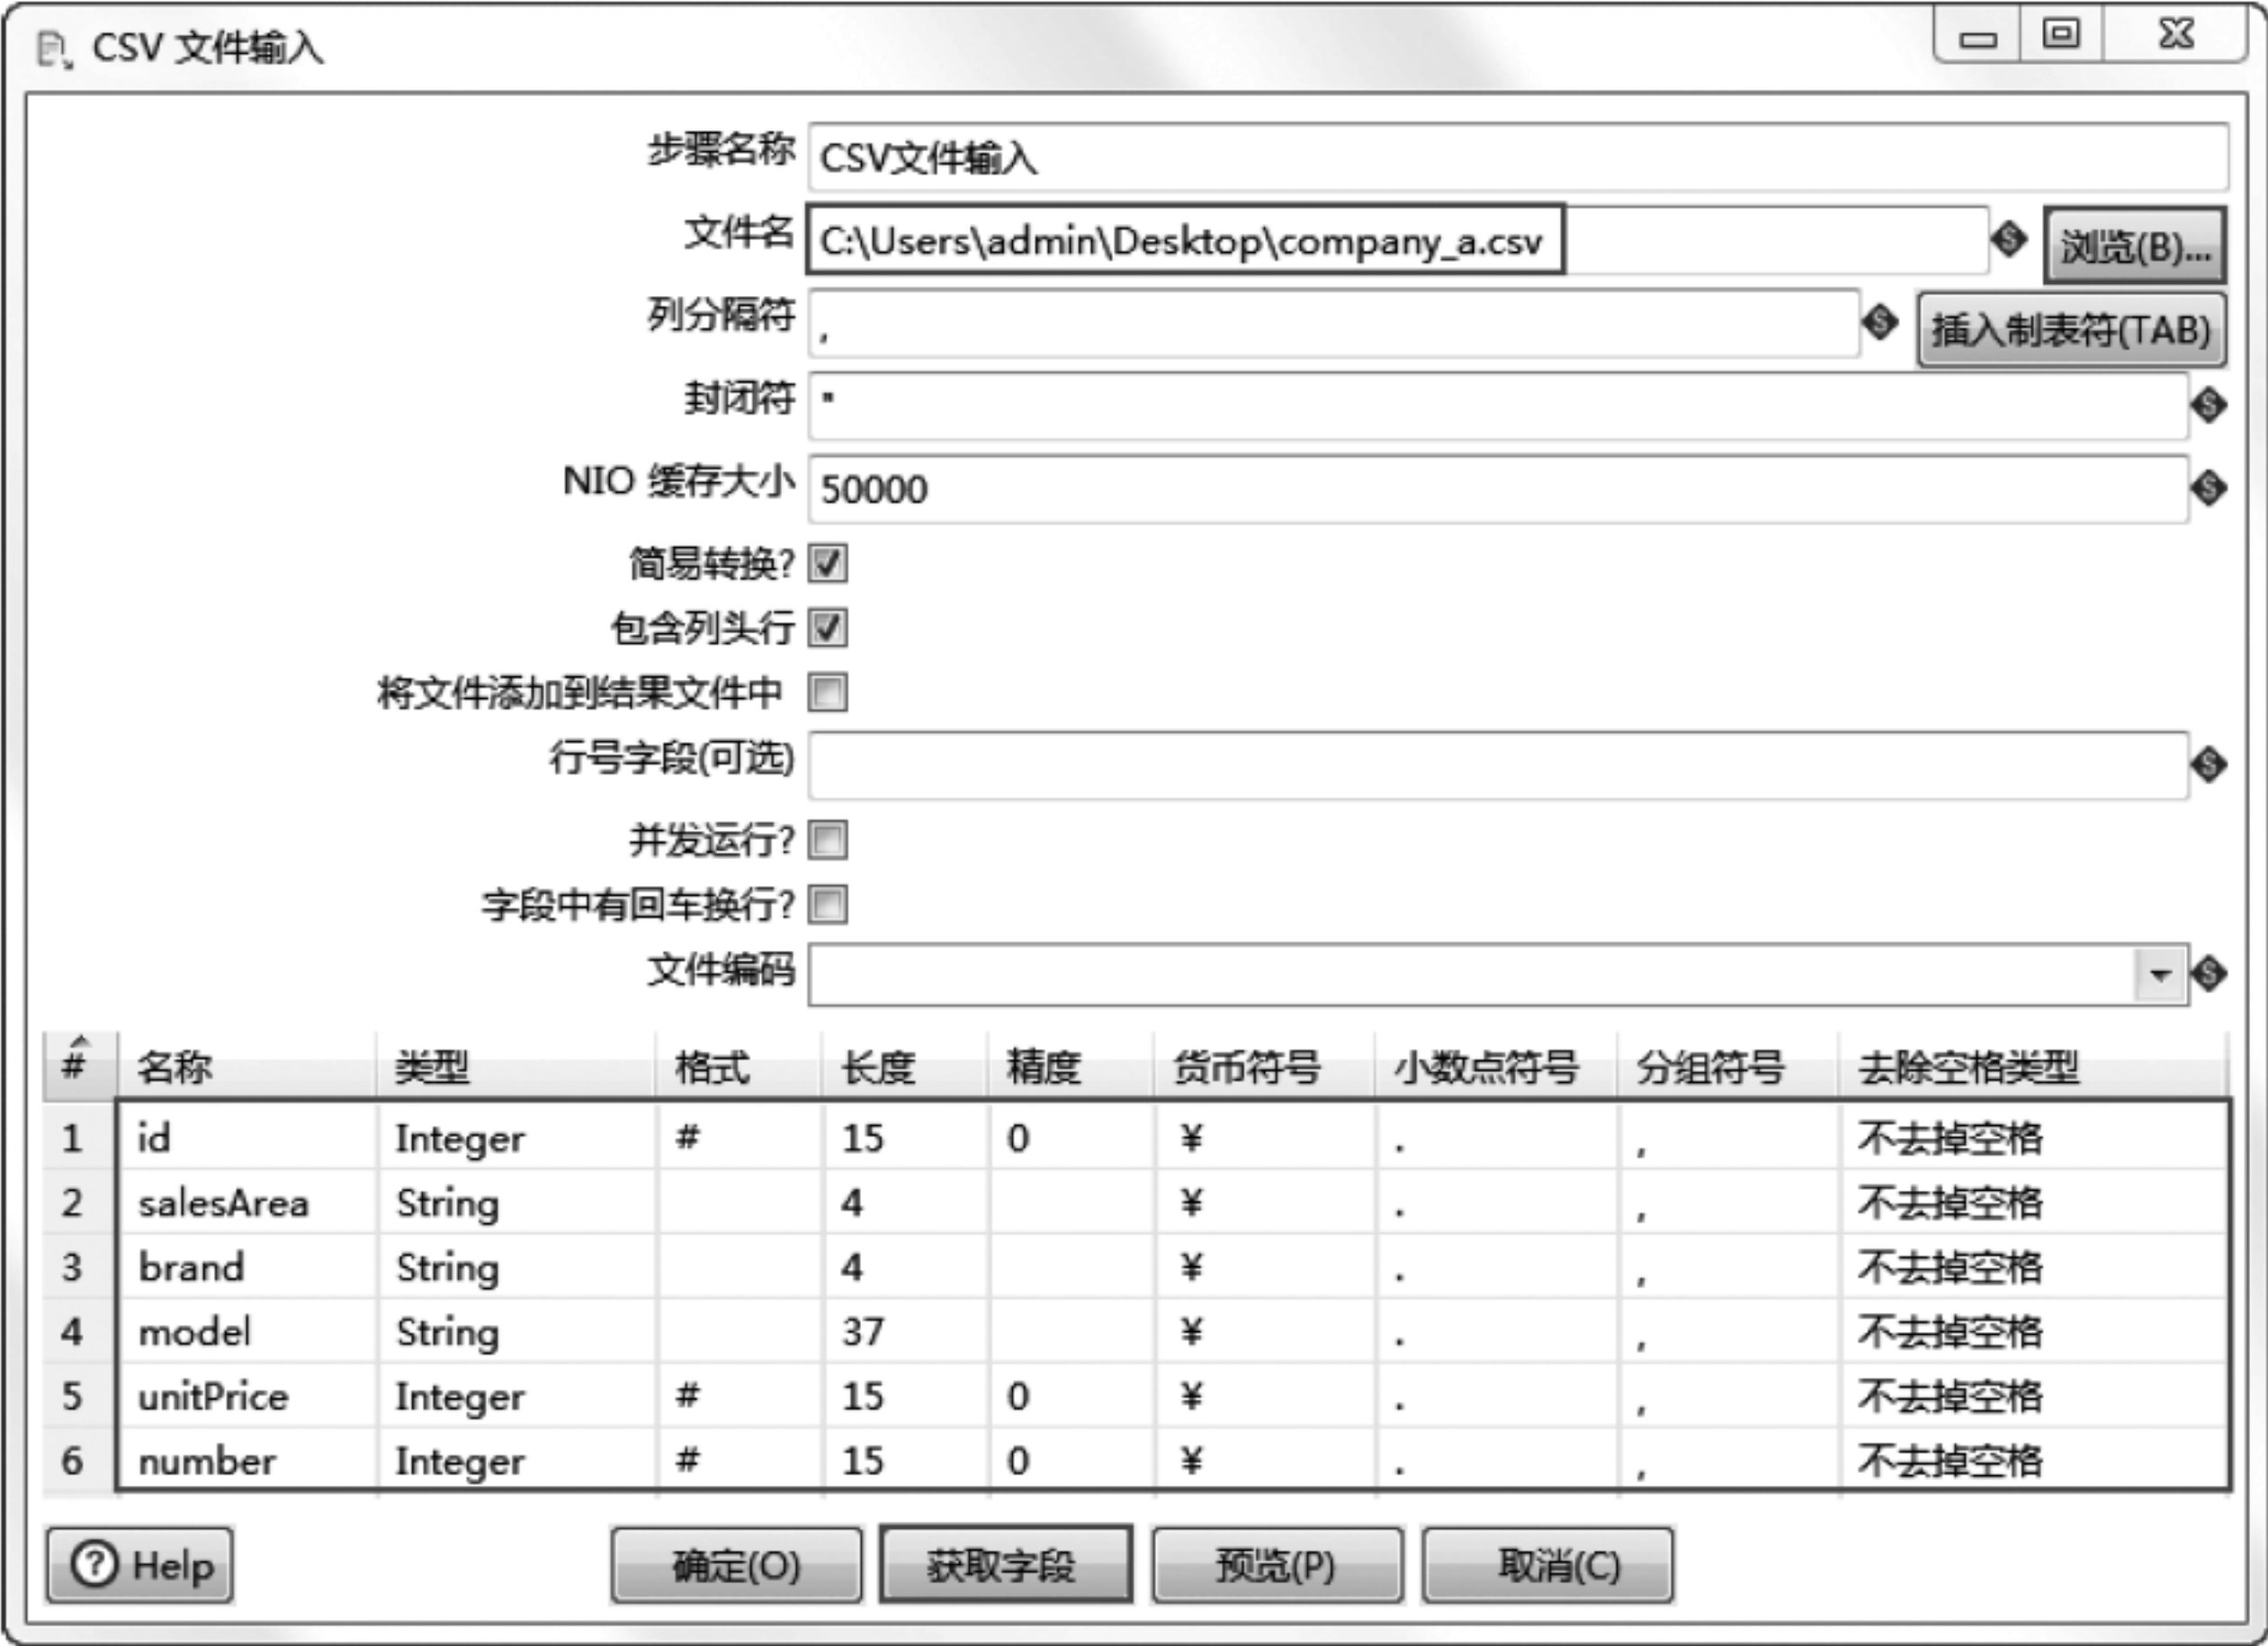 CSV 文件输入
步骤名称 CSV文件输入
文件名 C:\Users\admin\Desktop\company_a.csv 浏览(B)...
列分隔符 , 插入制表符(TAB)
封闭符 "
NIO 缓存大小 50000
简易转换?
包含列头行
将文件添加到结果文件中
行号字段(可选)
并发运行?
字段中有回车换行?
文件编码
# 名称 类型 格式 长度 精度 货币符号 小数点符号 分组符号 去除空格类型
1 id Integer # 15 0 ¥ . , 不去掉空格
2 salesArea String 4 ¥ . , 不去掉空格
3 brand String 4 ¥ . , 不去掉空格
4 model String 37 ¥ . , 不去掉空格
5 unitPrice Integer # 15 0 ¥ . , 不去掉空格
6 number Integer # 15 0 ¥ . , 不去掉空格
Help 确定(O) 获取字段 预览(P) 取消(C)